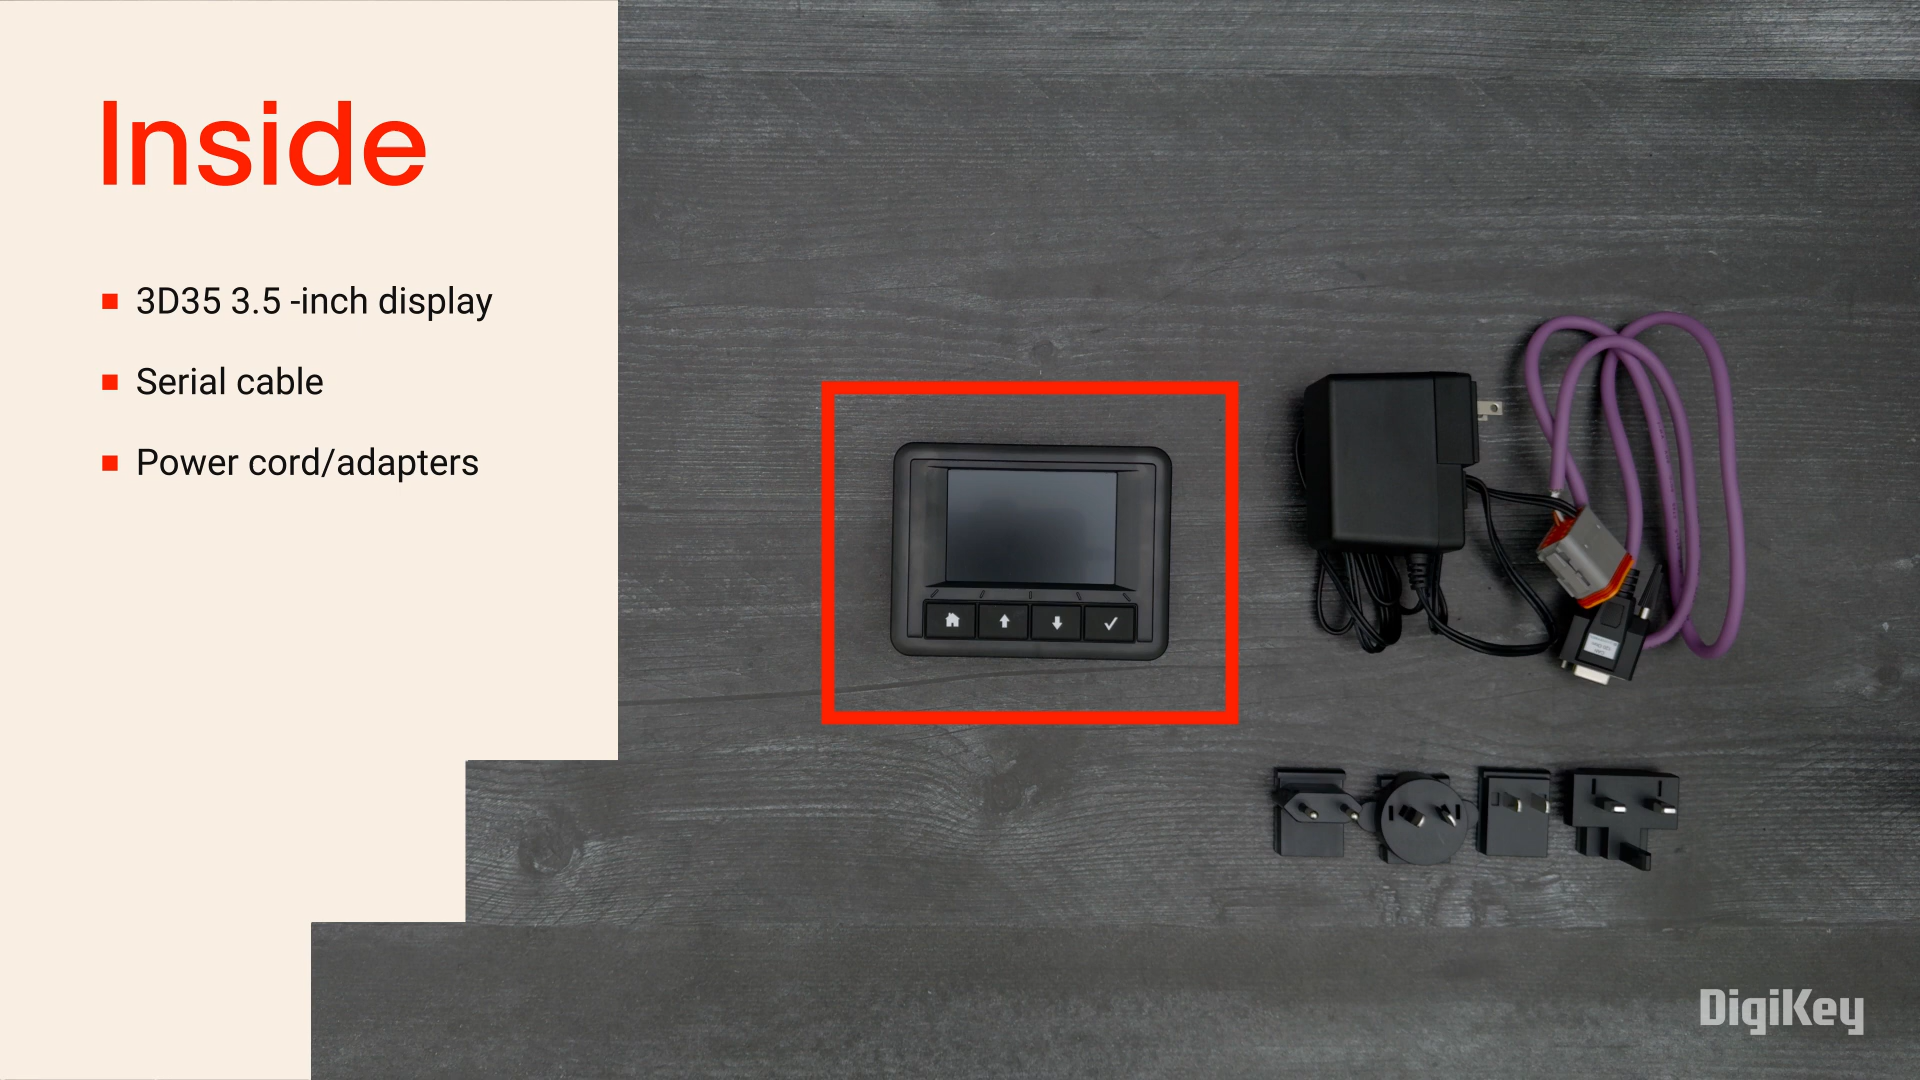 Inside
3D35 3.5 -inch display
Serial cable
Power cord/adapters
DigiKey